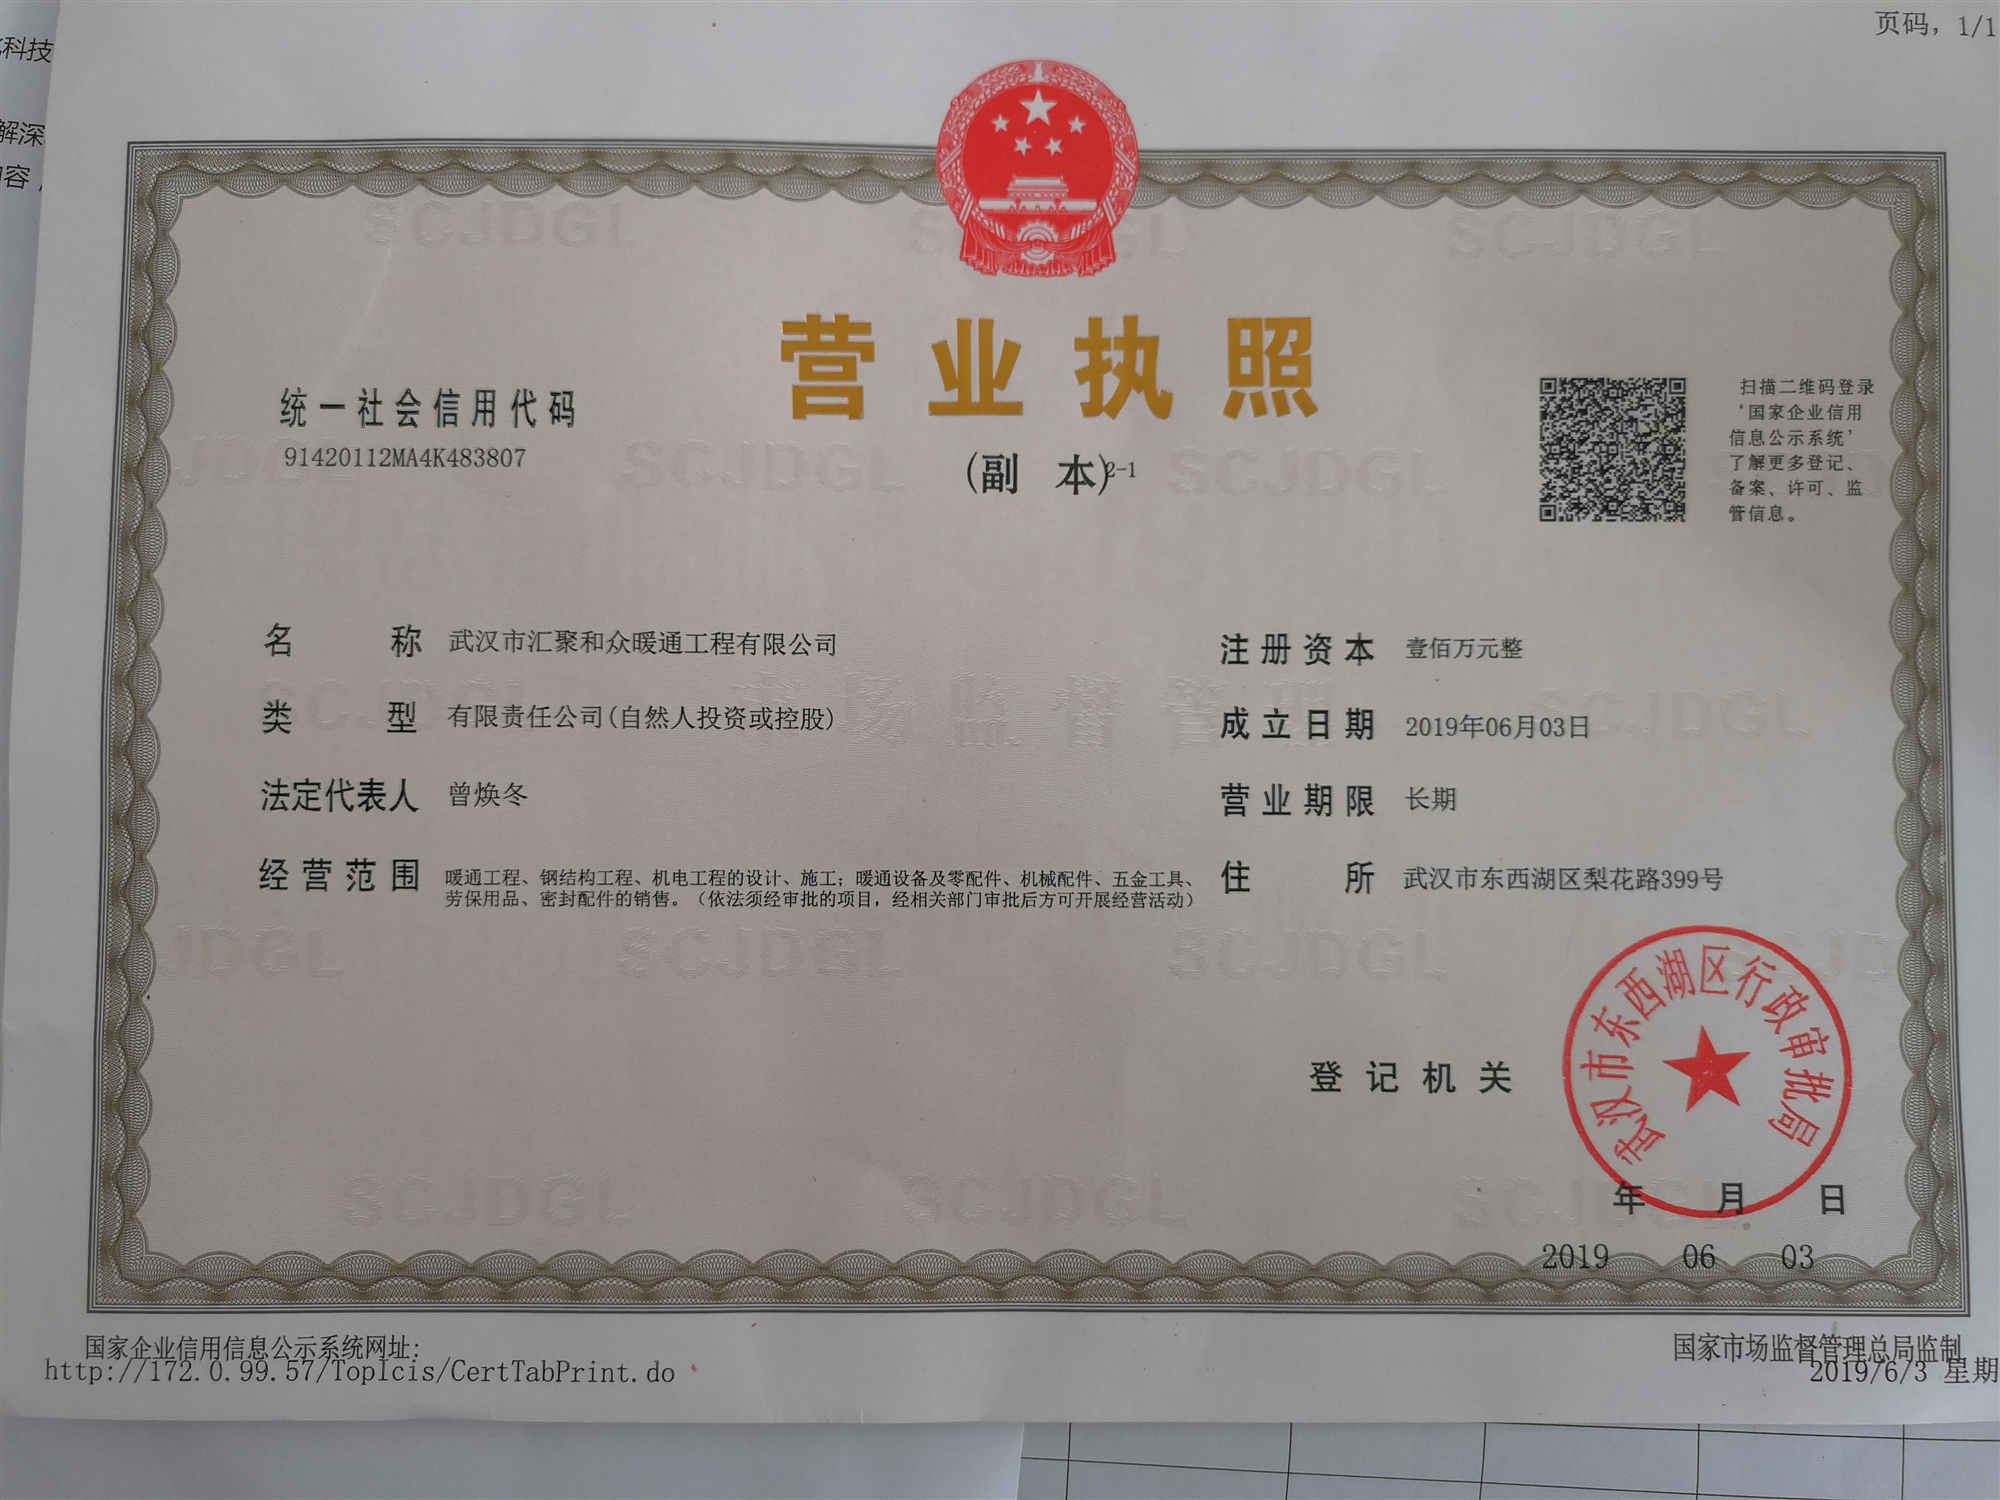 页码，1/1
科技
解深
容
营业执照
(副 本)2-1
统一社会信用代码
91420112MA4K483807
扫描二维码登录
‘国家企业信用
信息公示系统’
了解更多登记、
备案、许可、监
管信息。
名 称 武汉市汇聚和众暖通工程有限公司
类 型 有限责任公司(自然人投资或控股)
法定代表人 曾焕冬
经营范围 暖通工程、钢结构工程、机电工程的设计、施工；暖通设备及零配件、机械配件、五金工具、
劳保用品、密封配件的销售。（依法须经审批的项目，经相关部门审批后方可开展经营活动）
注册资本 壹佰万元整
成立日期 2019年06月03日
营业期限 长期
住 所 武汉市东西湖区梨花路399号
登记机关
武汉市东西湖区行政审批局
年 月 日
2019 06 03
国家企业信用信息公示系统网址:
http://172.0.99.57/TopIcis/CertTabPrint.do
国家市场监督管理总局监制
2019/6/3 星期